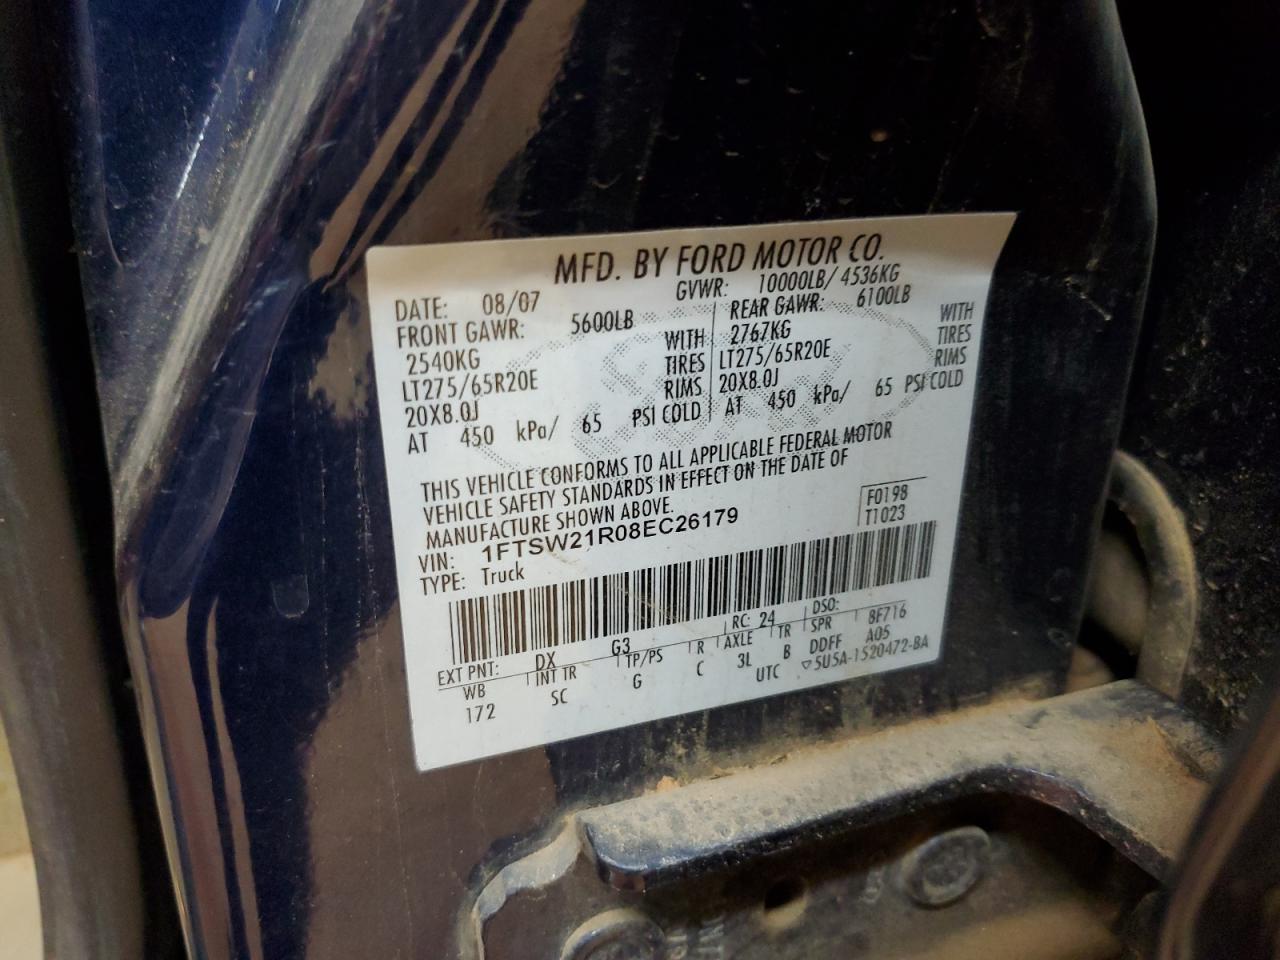 MFD. BY FORD MOTOR CO.
DATE: 08/07 GVWR: 10000LB/ 4536KG
FRONT GAWR: 5600LB REAR GAWR: 6100LB
2540KG WITH 2767KG WITH
LT275/65R20E TIRES LT275/65R20E TIRES
20X8.0J RIMS 20X8.0J RIMS
AT 450 kPa/ 65 PSI COLD AT 450 kPa/ 65 PSI COLD
THIS VEHICLE CONFORMS TO ALL APPLICABLE FEDERAL MOTOR
VEHICLE SAFETY STANDARDS IN EFFECT ON THE DATE OF
MANUFACTURE SHOWN ABOVE.
VIN: 1FTSW21R08EC26179 F0198
TYPE: Truck T1023
EXT PNT: DX G3 RC: 24 DSO: 8F716
WB INT TR TP/PS R AXLE TR SPR A05
172 SC G C 3L B DDFF
UTC ▽5U5A-1520472-BA